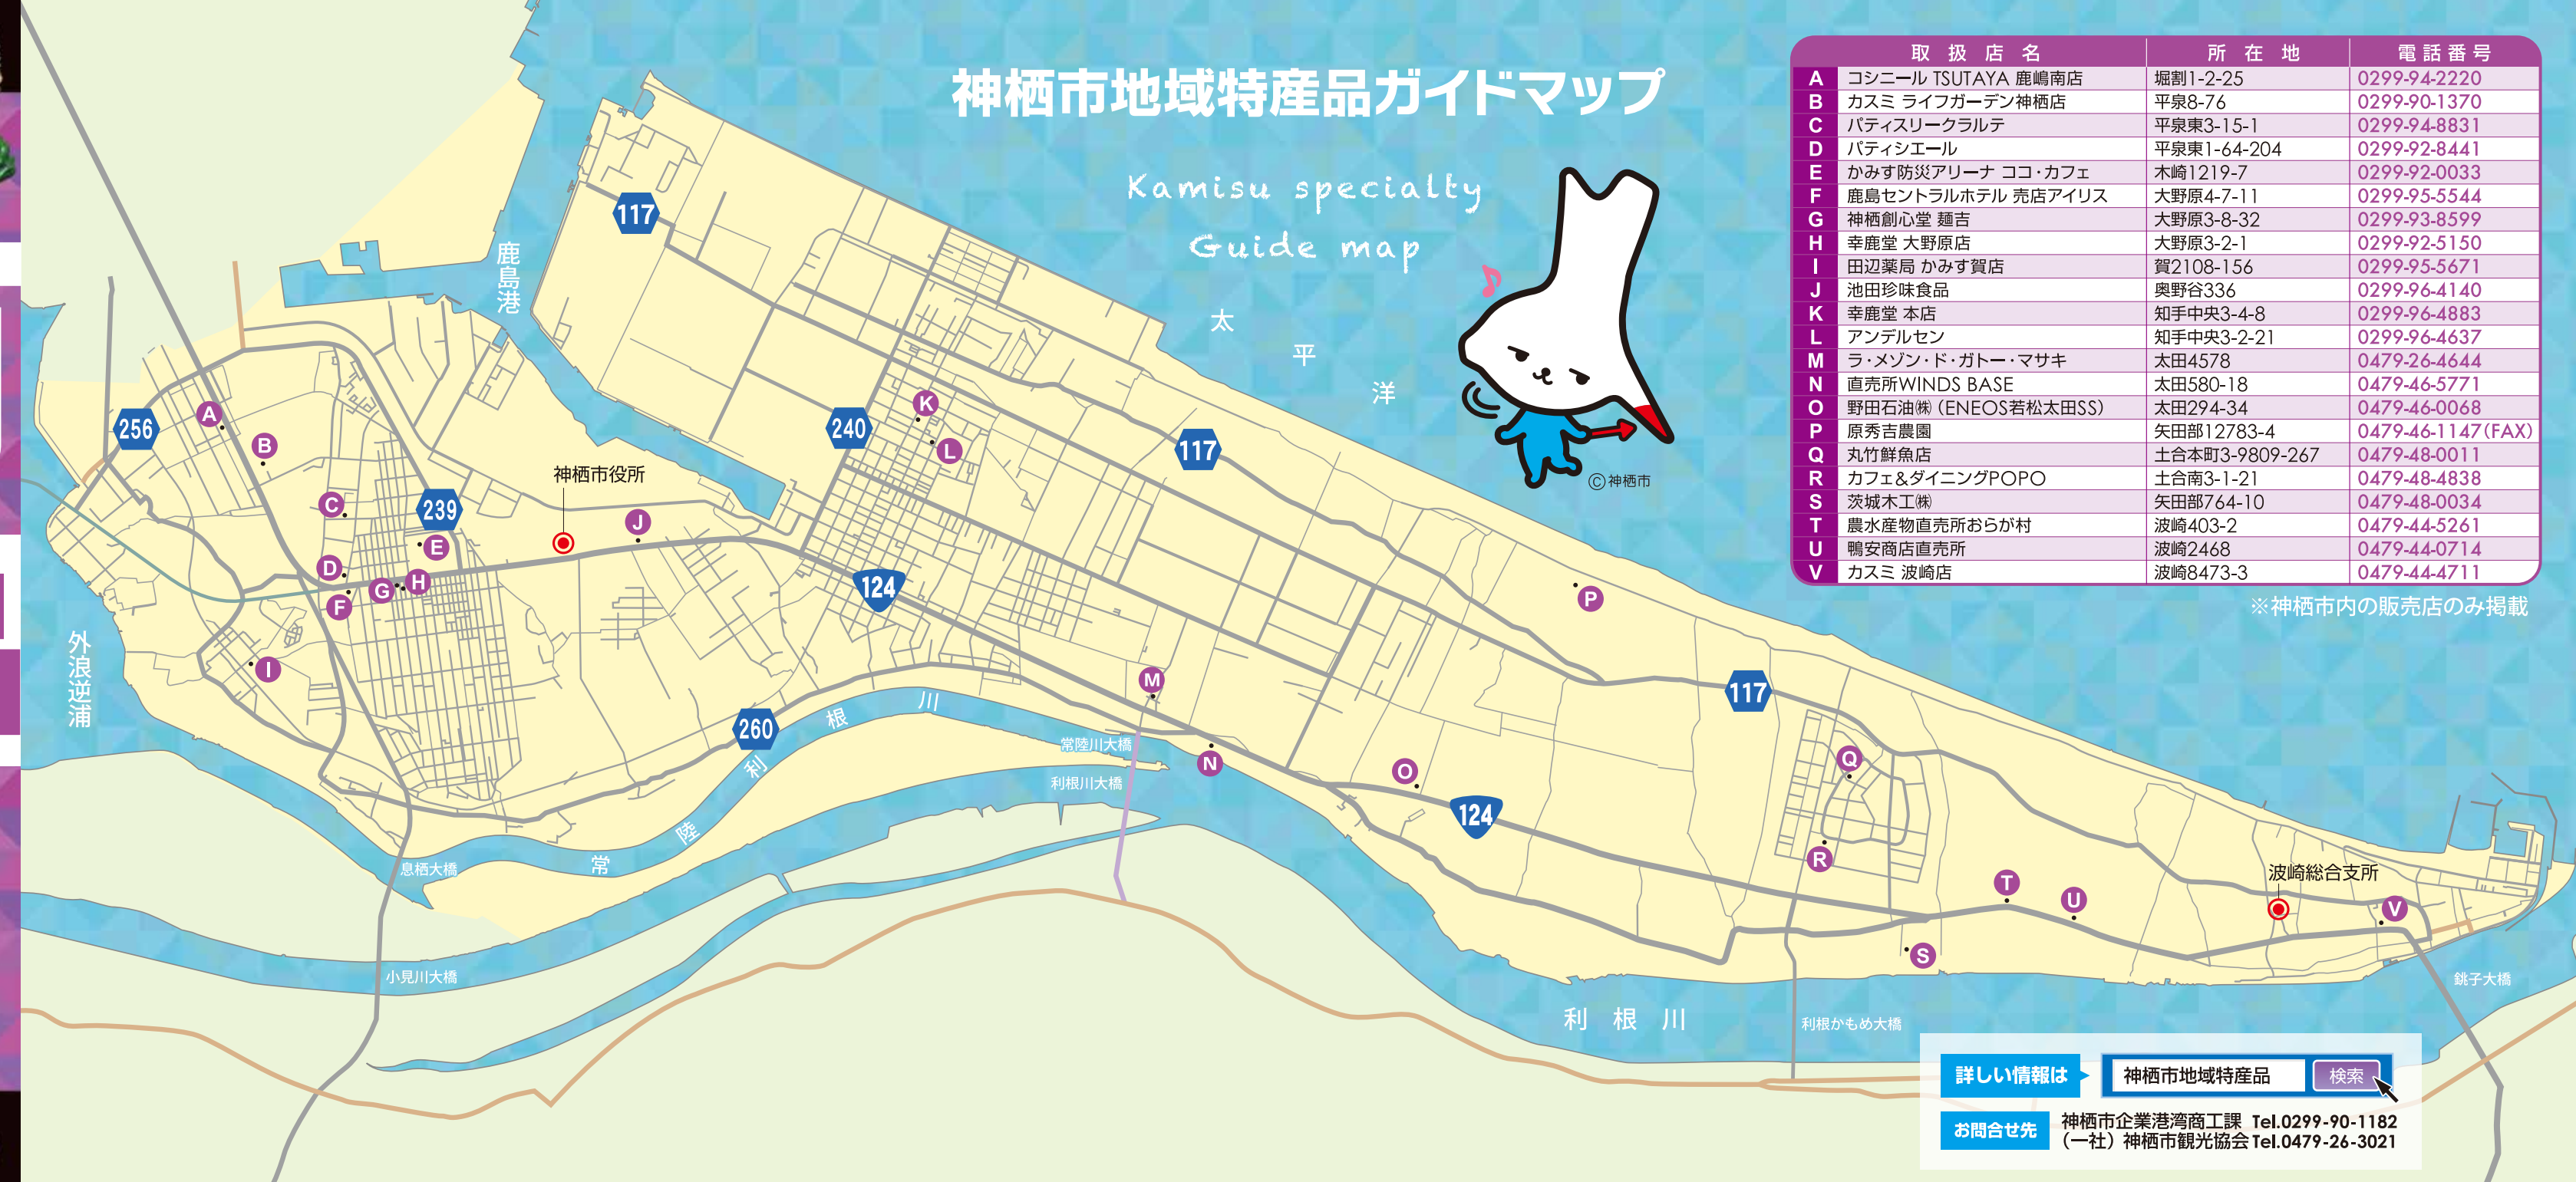 神栖市地域特産品ガイドマップ
Kamisu specialty
Guide map
取扱店名 所在地 電話番号
A コシニール TSUTAYA 鹿嶋南店 堀割1-2-25 0299-94-2220
B カスミ ライフガーデン神栖店 平泉8-76 0299-90-1370
C パティスリークラルテ 平泉東3-15-1 0299-94-8831
D パティシエール 平泉東1-64-204 0299-92-8441
E かみす防災アリーナ ココ・カフェ 木崎1219-7 0299-92-0033
F 鹿島セントラルホテル 売店アイリス 大野原4-7-11 0299-95-5544
G 神栖創心堂 麺吉 大野原3-8-32 0299-93-8599
H 幸鹿堂 大野原店 大野原3-2-1 0299-92-5150
I 田辺薬局 かみす賀店 賀2108-156 0299-95-5671
J 池田珍味食品 奥野谷336 0299-96-4140
K 幸鹿堂 本店 知手中央3-4-8 0299-96-4883
L アンデルセン 知手中央3-2-21 0299-96-4637
M ラ・メゾン・ド・ガトー・マサキ 太田4578 0479-26-4644
N 直売所WINDS BASE 太田580-18 0479-46-5771
O 野田石油㈱（ENEOS若松太田SS） 太田294-34 0479-46-0068
P 原秀吉農園 矢田部12783-4 0479-46-1147(FAX)
Q 丸竹鮮魚店 土合本町3-9809-267 0479-48-0011
R カフェ&ダイニングPOPO 土合南3-1-21 0479-48-4838
S 茨城木工㈱ 矢田部764-10 0479-48-0034
T 農水産物直売所おらが村 波崎403-2 0479-44-5261
U 鴨安商店直売所 波崎2468 0479-44-0714
V カスミ 波崎店 波崎8473-3 0479-44-4711
※神栖市内の販売店のみ掲載
117
鹿島港
太平洋
♪
©神栖市
256
A
B
240
K
L
117
神栖市役所
C
239
J
E
D
G
H
F
124
P
外浪逆浦
I
M
117
260
常陸利根川
常陸川大橋
N
利根川大橋
O
Q
124
R
息栖大橋
波崎総合支所
T
U
V
S
小見川大橋
銚子大橋
利根川
利根かもめ大橋
詳しい情報は
神栖市地域特産品
検索
お問合せ先
神栖市企業港湾商工課 Tel.0299-90-1182
（一社）神栖市観光協会 Tel.0479-26-3021